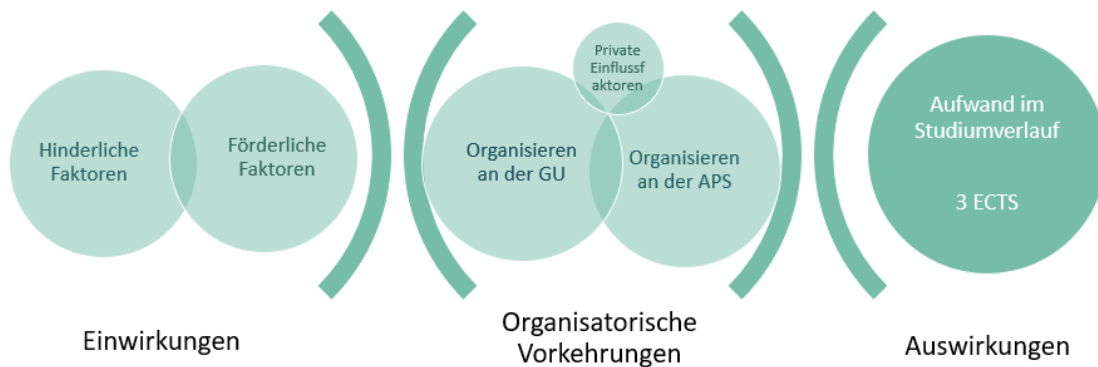 Hinderliche
Faktoren
Förderliche
Faktoren
Einwirkungen
Private
Einflussf
aktoren
Organisieren
an der GU
Organisieren
an der APS
Organisatorische
Vorkehrungen
Aufwand im
Studiumverlauf
3 ECTS
Auswirkungen